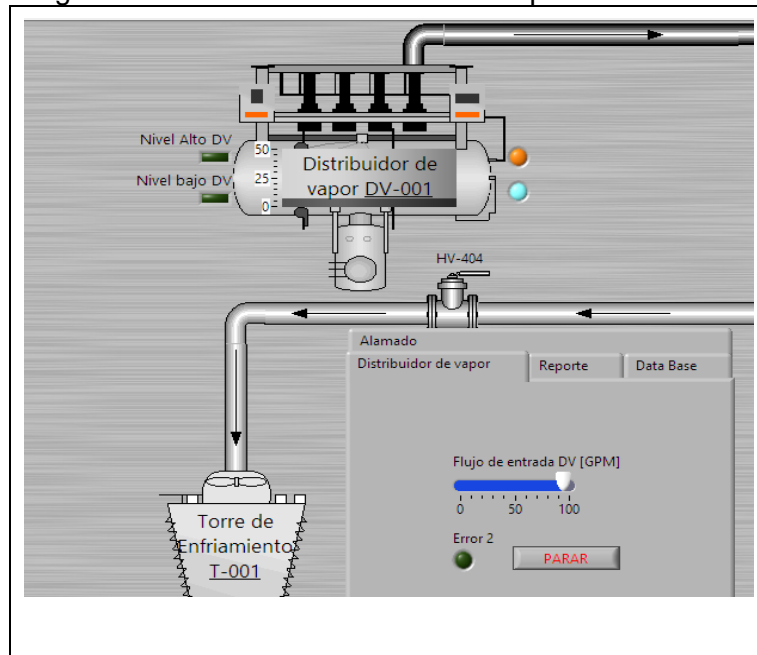 Nivel Alto DV
Nivel bajo DV
50
25
0
Distribuidor de
vapor DV-001
HV-404
Alamado
Distribuidor de vapor
Reporte
Data Base
Flujo de entrada DV [GPM]
0 50 100
Error 2
PARAR
Torre de
Enfriamiento
T-001